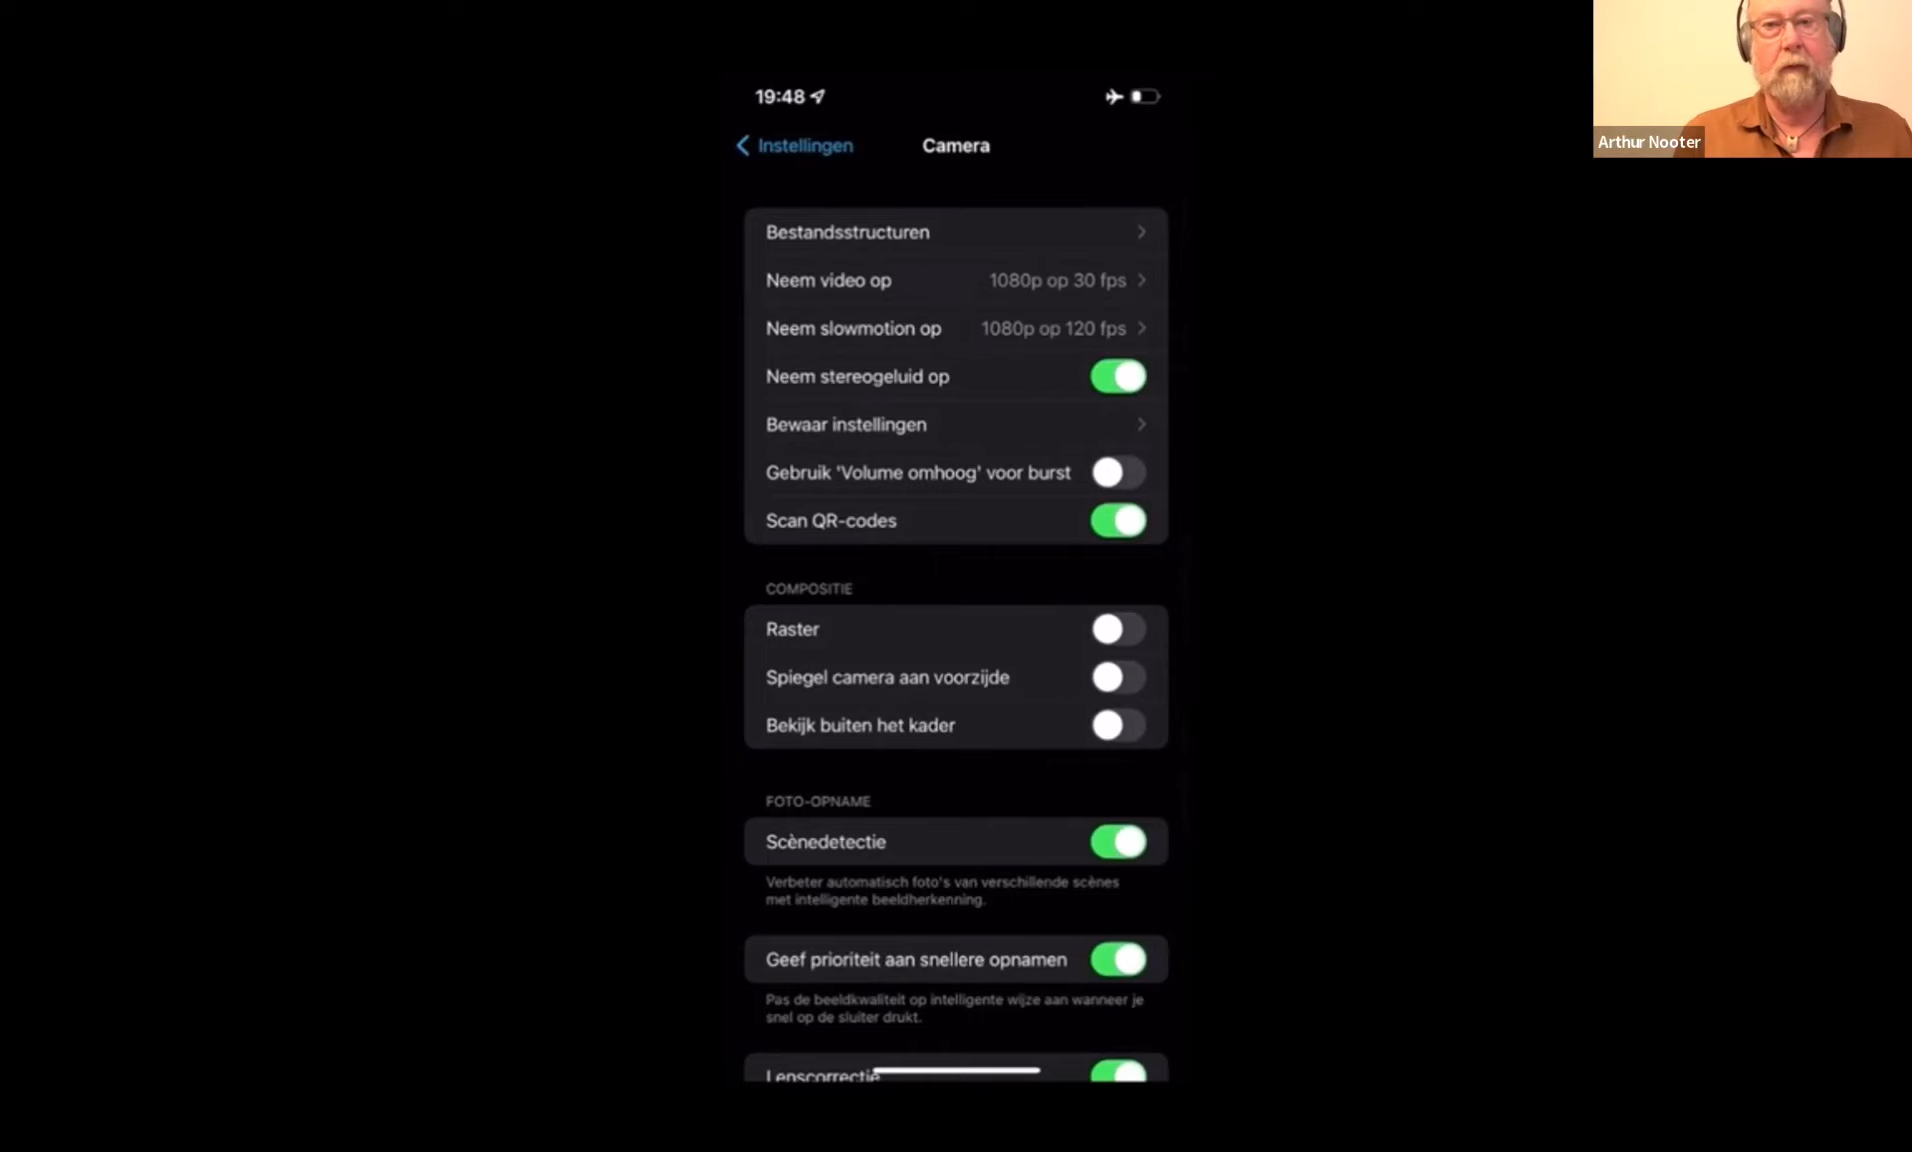 19:48
Instellingen
Camera
Bestandsstructuren
Neem video op 1080p op 30 fps
Neem slowmotion op 1080p op 120 fps
Neem stereogeluid op
Bewaar instellingen
Gebruik 'Volume omhoog' voor burst
Scan QR-codes
COMPOSITIE
Raster
Spiegel camera aan voorzijde
Bekijk buiten het kader
FOTO-OPNAME
Scènedetectie
Verbeter automatisch foto's van verschillende scènes
met intelligente beeldherkenning.
Geef prioriteit aan snellere opnamen
Pas de beeldkwaliteit op intelligente wijze aan wanneer je
snel op de sluiter drukt.
Lenscorrectie
Arthur Nooter